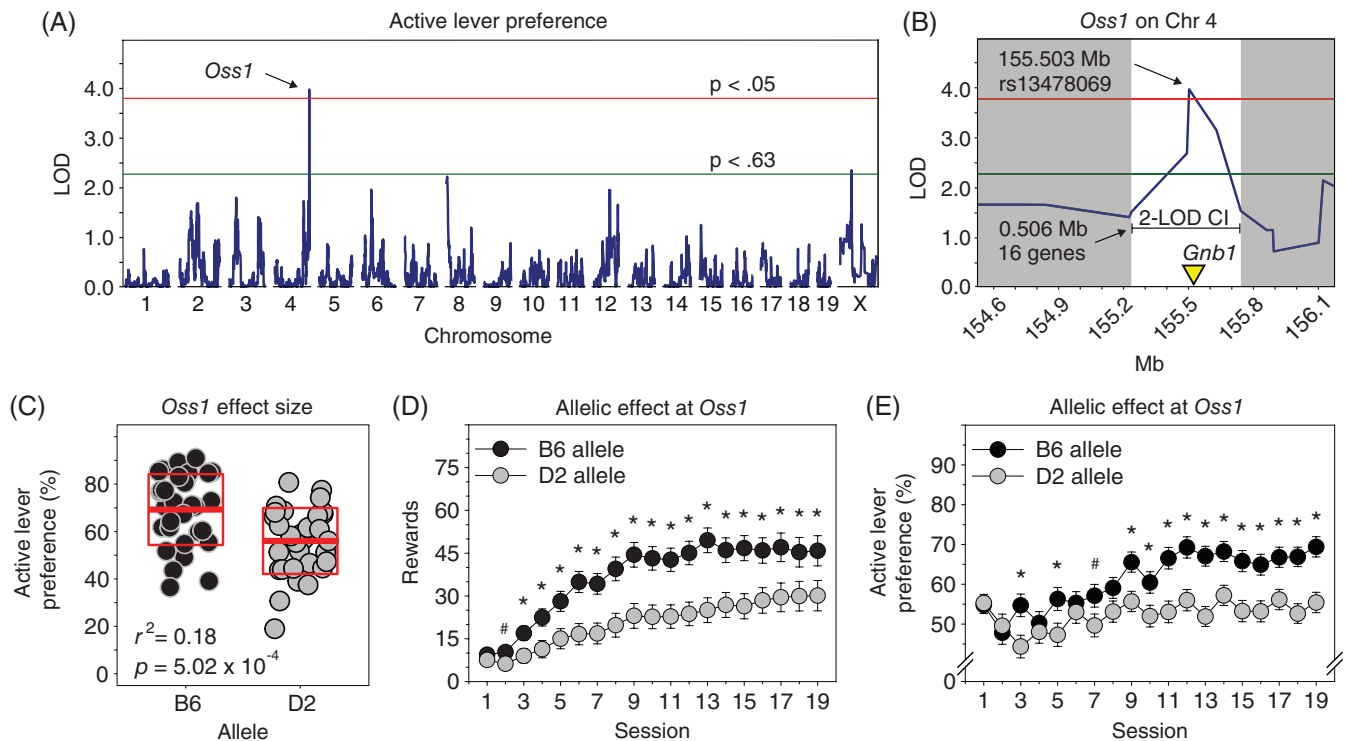 (A)
Active lever preference
LOD
4.0
3.0
2.0
1.0
0.0
Oss1
p < .05
p < .63
1 2 3 4 5 6 7 8 9 10 11 12 13 14 15 16 17 18 19 X
Chromosome
(B)
Oss1 on Chr 4
LOD
4.0
3.0
2.0
1.0
0.0
155.503 Mb
rs13478069
2-LOD CI
0.506 Mb
16 genes
Gnb1
154.6 154.9 155.2 155.5 155.8 156.1
Mb
(C)
Oss1 effect size
Active lever
preference (%)
80
60
40
20
0
r2 = 0.18
p = 5.02 x 10-4
B6 D2
Allele
(D)
Allelic effect at Oss1
B6 allele
D2 allele
Rewards
75
60
45
30
15
0
# * * * * * * * * * * * * * * * * *
1 3 5 7 9 11 13 15 17 19
Session
(E)
Allelic effect at Oss1
B6 allele
D2 allele
Active lever
preference (%)
90
80
70
60
50
0
* * # * * * * * * * * * * *
1 3 5 7 9 11 13 15 17 19
Session